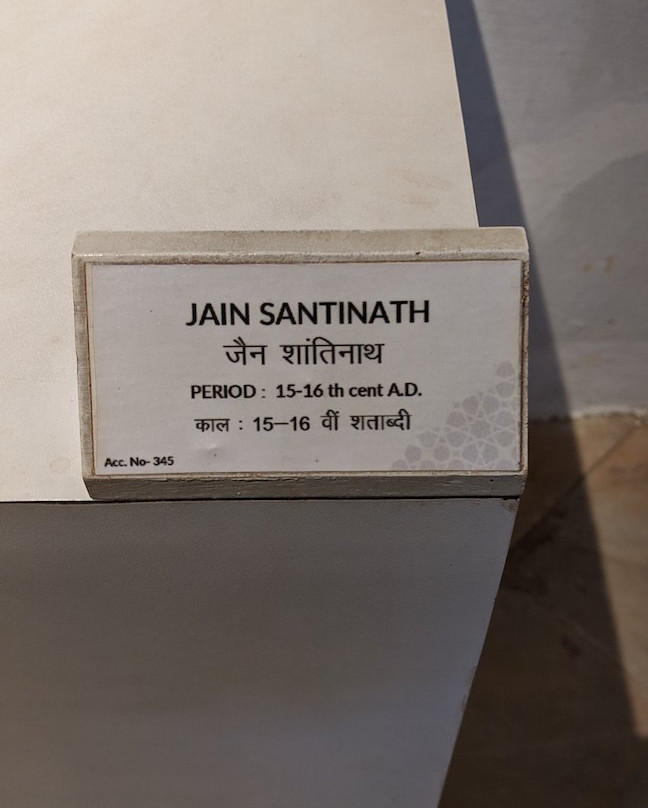 JAIN SANTINATH
जैन शांतिनाथ
PERIOD : 15-16 th cent A.D.
काल : 15–16 वीं शताब्दी
Acc. No- 345